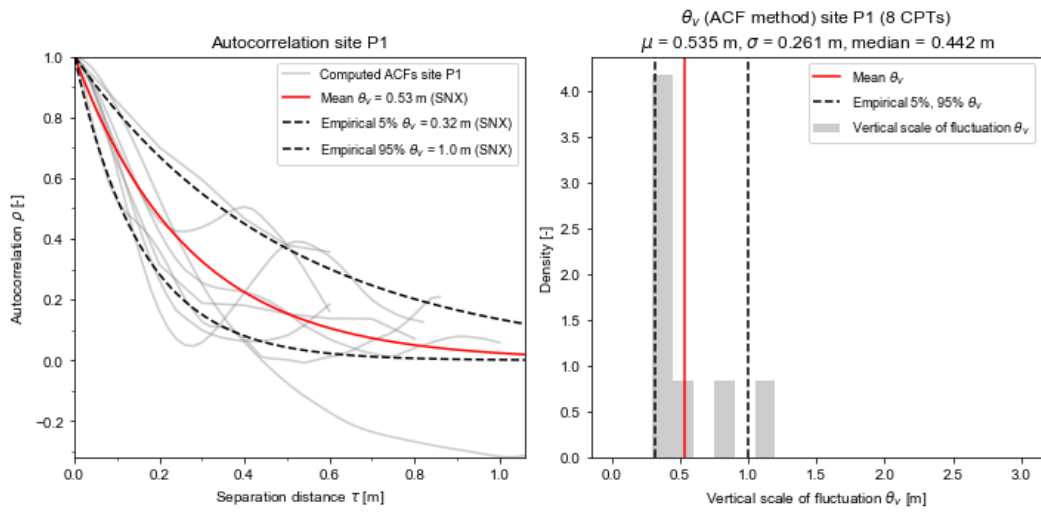 Autocorrelation site P1
Computed ACFs site P1
Mean θv = 0.53 m (SNX)
Empirical 5% θv = 0.32 m (SNX)
Empirical 95% θv = 1.0 m (SNX)
1.0
0.8
0.6
0.4
0.2
0.0
−0.2
Autocorrelation ρ [-]
0.0 0.2 0.4 0.6 0.8 1.0
Separation distance τ [m]
θv (ACF method) site P1 (8 CPTs)
μ = 0.535 m, σ = 0.261 m, median = 0.442 m
Mean θv
Empirical 5%, 95% θv
Vertical scale of fluctuation θv
4.0
3.5
3.0
2.5
2.0
1.5
1.0
0.5
0.0
Density [-]
0.0 0.5 1.0 1.5 2.0 2.5 3.0
Vertical scale of fluctuation θv [m]